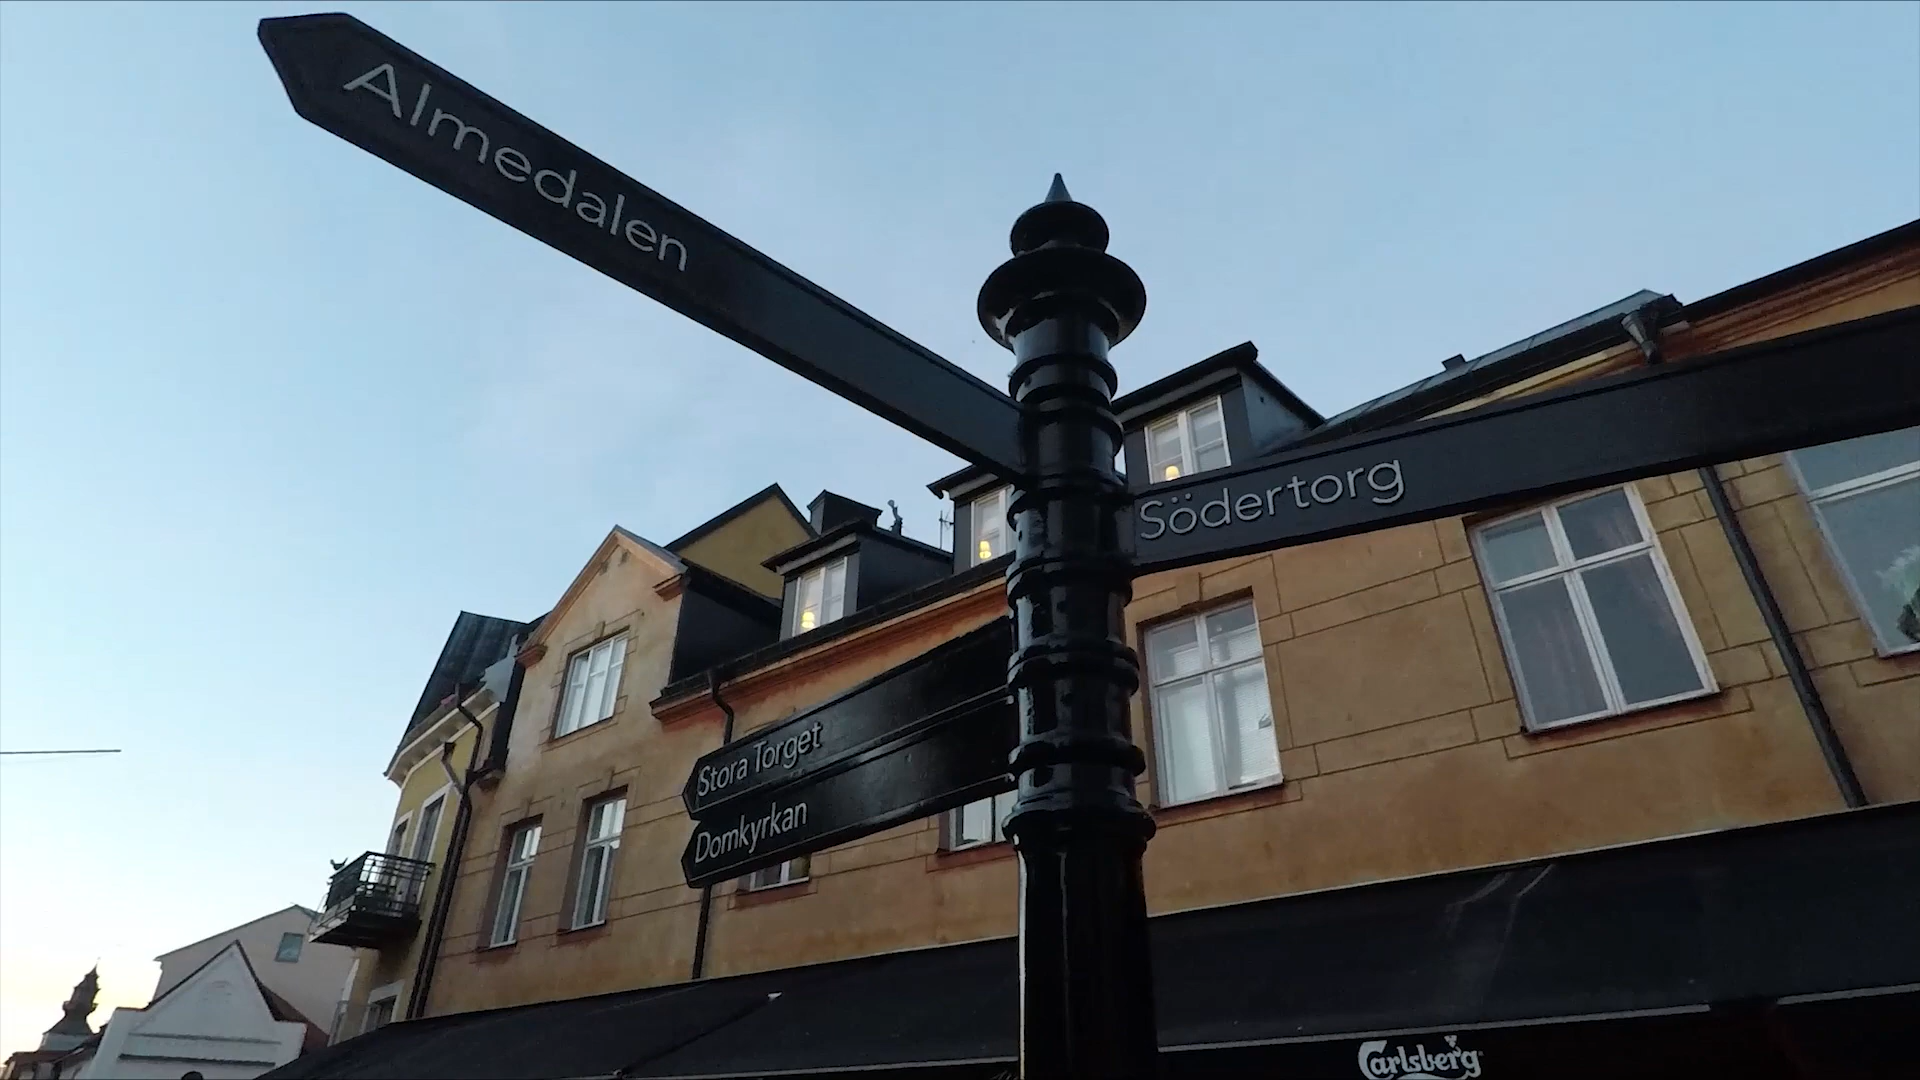 Almedalen
Södertorg
Stora Torget
Domkyrkan
Carlsberg